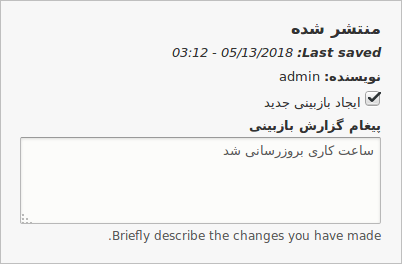 منتشر شده
Last saved: 05/13/2018 - 03:12
نویسنده: admin
ایجاد بازبینی جدید
پیغام گزارش بازبینی
ساعت کاری بروزرسانی شد
Briefly describe the changes you have made.